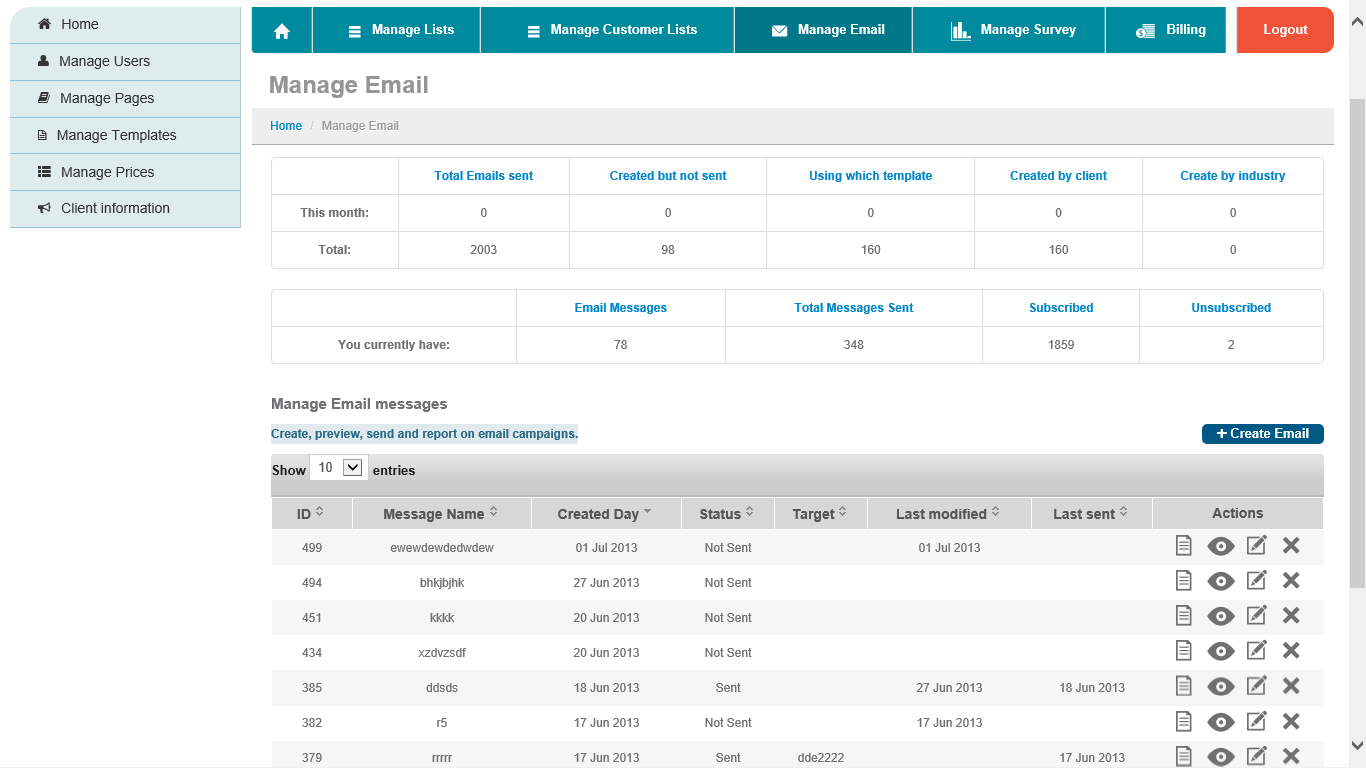 Home
Manage Users
Manage Pages
Manage Templates
Manage Prices
Client information
Manage Lists Manage Customer Lists Manage Email Manage Survey Billing Logout
Manage Email
Home / Manage Email
Total Emails sent Created but not sent Using which template Created by client Create by industry
This month: 0 0 0 0 0
Total: 2003 98 160 160 0
Email Messages Total Messages Sent Subscribed Unsubscribed
You currently have: 78 348 1859 2
Manage Email messages
Create, preview, send and report on email campaigns. + Create Email
Show 10 entries
ID Message Name Created Day Status Target Last modified Last sent Actions
499 ewewdewdedwdew 01 Jul 2013 Not Sent 01 Jul 2013
494 bhkjbjhk 27 Jun 2013 Not Sent
451 kkkk 20 Jun 2013 Not Sent
434 xzdvzsdf 20 Jun 2013 Not Sent
385 ddsds 18 Jun 2013 Sent 27 Jun 2013 18 Jun 2013
382 r5 17 Jun 2013 Not Sent 17 Jun 2013
379 rrrrr 17 Jun 2013 Sent dde2222 17 Jun 2013